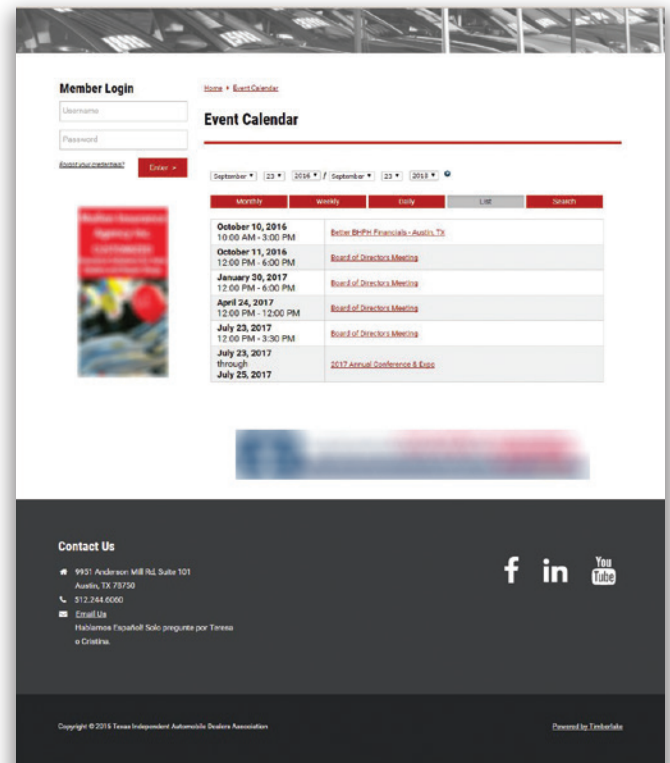 Member Login
Username
Password
Forgot your credentials?
Enter >
Home
Event Calendar
Event Calendar
September 23 2016 / September 23 2018
Monthly Weekly Daily List Search
October 10, 2016
10:00 AM - 3:00 PM
Better BHPH Financials - Austin, TX
October 11, 2016
12:00 PM - 6:00 PM
Board of Directors Meeting
January 30, 2017
12:00 PM - 6:00 PM
Board of Directors Meeting
April 24, 2017
12:00 PM - 12:00 PM
Board of Directors Meeting
July 23, 2017
12:00 PM - 3:30 PM
Board of Directors Meeting
July 23, 2017
through
July 25, 2017
2017 Annual Conference & Expo
Contact Us
9951 Anderson Mill Rd, Suite 101
Austin, TX 78750
512.244.6060
Email Us
Hablamos Español! Solo pregunte por Teresa
o Cristina.
f in You Tube
Copyright © 2016 Texas Independent Automobile Dealers Association
Powered by Timberlake